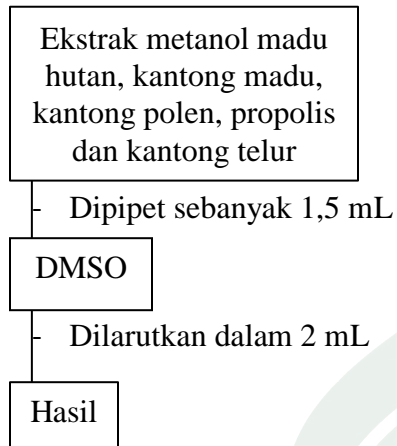 Ekstrak metanol madu
hutan, kantong madu,
kantong polen, propolis
dan kantong telur
- Dipipet sebanyak 1,5 mL
DMSO
- Dilarutkan dalam 2 mL
Hasil